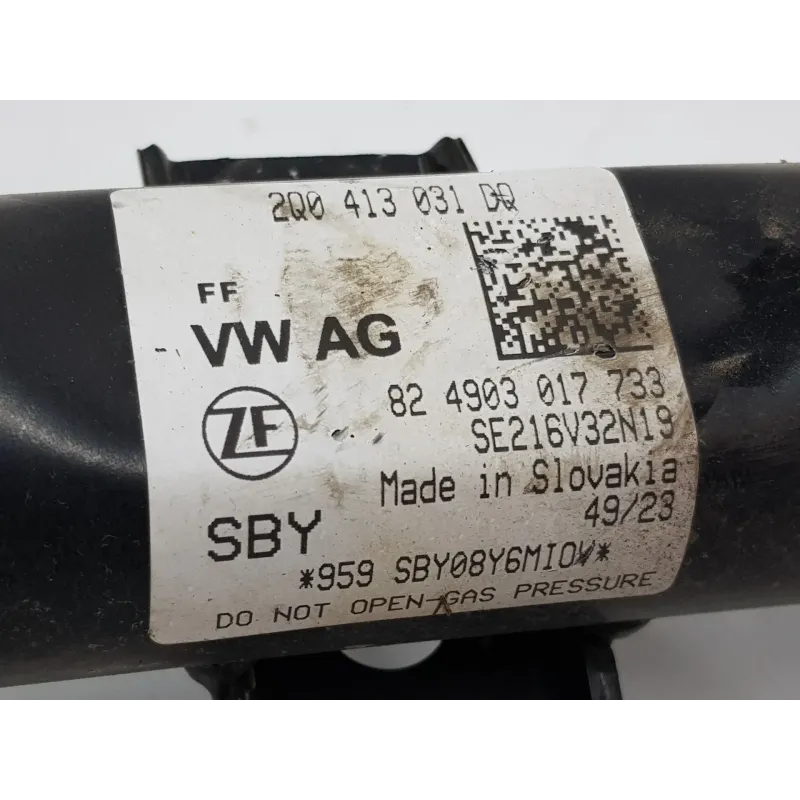 2Q0 413 031 DQ
FF
VW AG
82 4903 017 733
SE216V32N19
ZF
Made in Slovakia
49/23
SBY
*959 SBY08Y6MIOV*
DO NOT OPEN-GAS PRESSURE